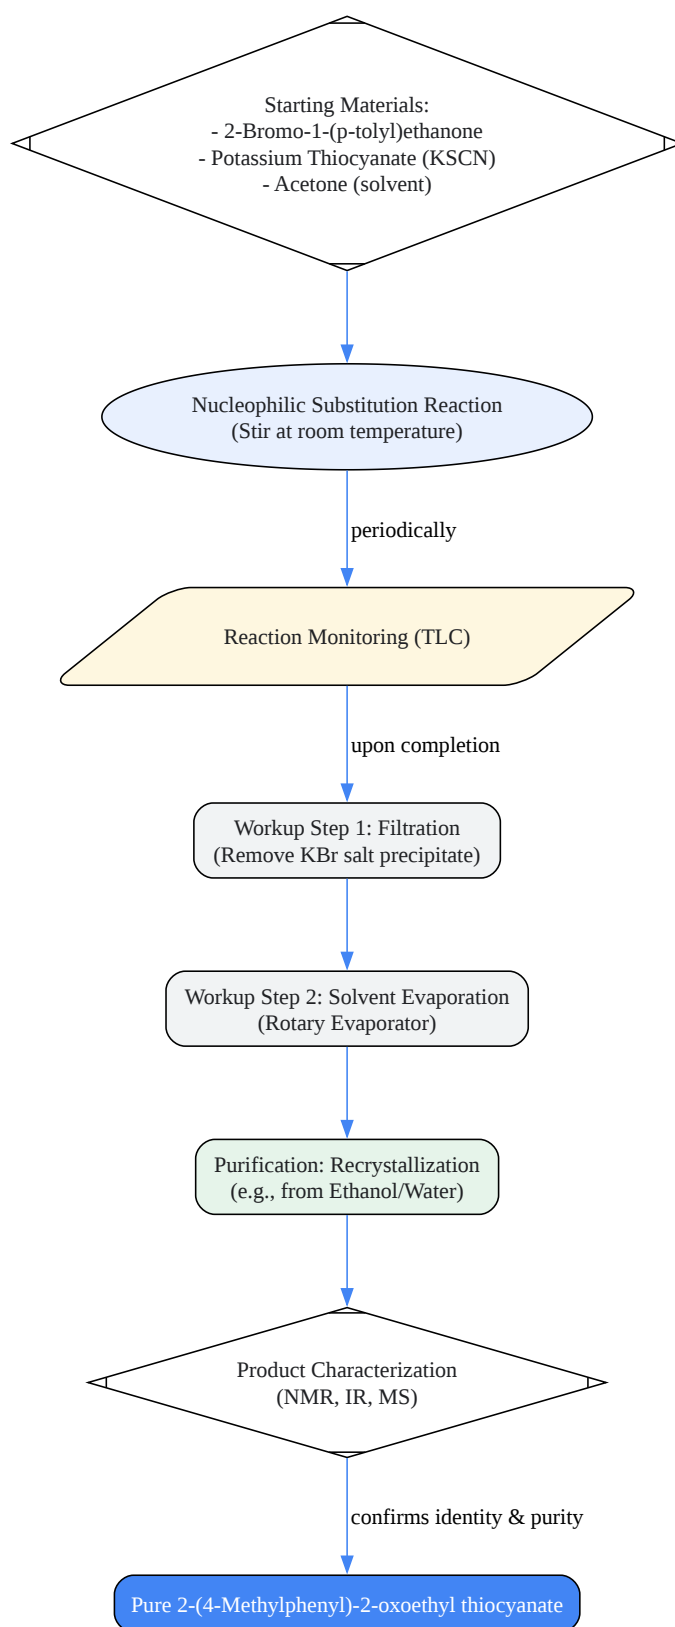 Starting Materials:
- 2-Bromo-1-(p-tolyl)ethanone
- Potassium Thiocyanate (KSCN)
- Acetone (solvent)
Nucleophilic Substitution Reaction
(Stir at room temperature)
periodically
Reaction Monitoring (TLC)
upon completion
Workup Step 1: Filtration
(Remove KBr salt precipitate)
Workup Step 2: Solvent Evaporation
(Rotary Evaporator)
Purification: Recrystallization
(e.g., from Ethanol/Water)
Product Characterization
(NMR, IR, MS)
confirms identity & purity
Pure 2-(4-Methylphenyl)-2-oxoethyl thiocyanate